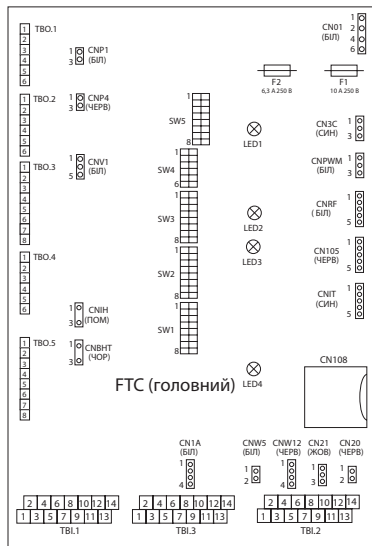 TBO.1
1
2
3
4
5
6
CNP1
(БІЛ)
1
3
CN01
(БІЛ)
1
2
4
6
F2
6,3 A 250 В
F1
10 A 250 В
TBO.2
1
2
3
4
5
6
CNP4
(ЧЕРВ)
1
3
SW5
1
8
LED1
CN3C
(СИН)
1
3
TBO.3
1
2
3
4
5
6
7
8
CNV1
(БІЛ)
1
5
SW4
1
6
CNPWM
(БІЛ)
1
3
SW3
1
8
LED2
CNRF
( БІЛ)
1
5
TBO.4
1
2
3
4
5
6
SW2
1
8
LED3
CN105
(ЧЕРВ)
1
5
CNIH
(ПОМ)
1
3
SW1
1
8
CNIT
(СИН)
1
5
TBO.5
1
2
3
4
5
6
7
8
CNBHT
(ЧОР)
1
3
FTC (головний)
LED4
CN108
CN1A
(БІЛ)
1
4
CNW5
(БІЛ)
1
2
CNW12
(ЧЕРВ)
1
4
CN21
(ЖОВ)
1
3
CN20
(ЧЕРВ)
1
2
2 4 6 8 10 12 14
1 3 5 7 9 11 13
TBI.1
2 4 6 8 10 12 14
1 3 5 7 9 11 13
TBI.3
2 4 6 8 10 12 14
1 3 5 7 9 11 13
TBI.2